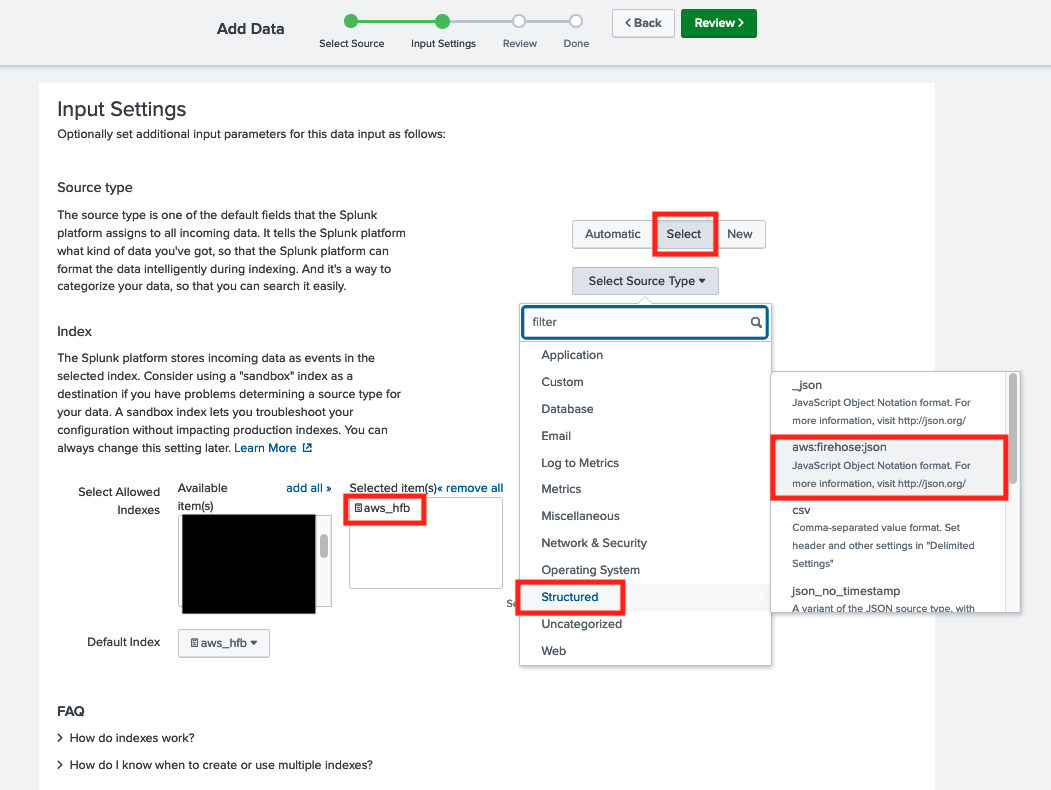 Add Data
Select Source
Input Settings
Review
Done
Back
Review
Input Settings
Optionally set additional input parameters for this data input as follows:
Source type
The source type is one of the default fields that the Splunk
platform assigns to all incoming data. It tells the Splunk platform
what kind of data you've got, so that the Splunk platform can
format the data intelligently during indexing. And it's a way to
categorize your data, so that you can search it easily.
Automatic
Select
New
Select Source Type
filter
Application
Custom
Database
Email
Log to Metrics
Metrics
Miscellaneous
Network & Security
Operating System
Structured
Uncategorized
Web
_json
JavaScript Object Notation format. For
more information, visit http://json.org/
aws:firehose:json
JavaScript Object Notation format. For
more information, visit http://json.org/
csv
Comma-separated value format. Set
header and other settings in "Delimited
Settings"
json_no_timestamp
A variant of the JSON source type, with
Index
The Splunk platform stores incoming data as events in the
selected index. Consider using a "sandbox" index as a
destination if you have problems determining a source type for
your data. A sandbox index lets you troubleshoot your
configuration without impacting production indexes. You can
always change this setting later. Learn More
Select Allowed
Indexes
Available
item(s)
add all »
Selected item(s)
« remove all
aws_hfb
Default Index
aws_hfb
FAQ
How do indexes work?
How do I know when to create or use multiple indexes?